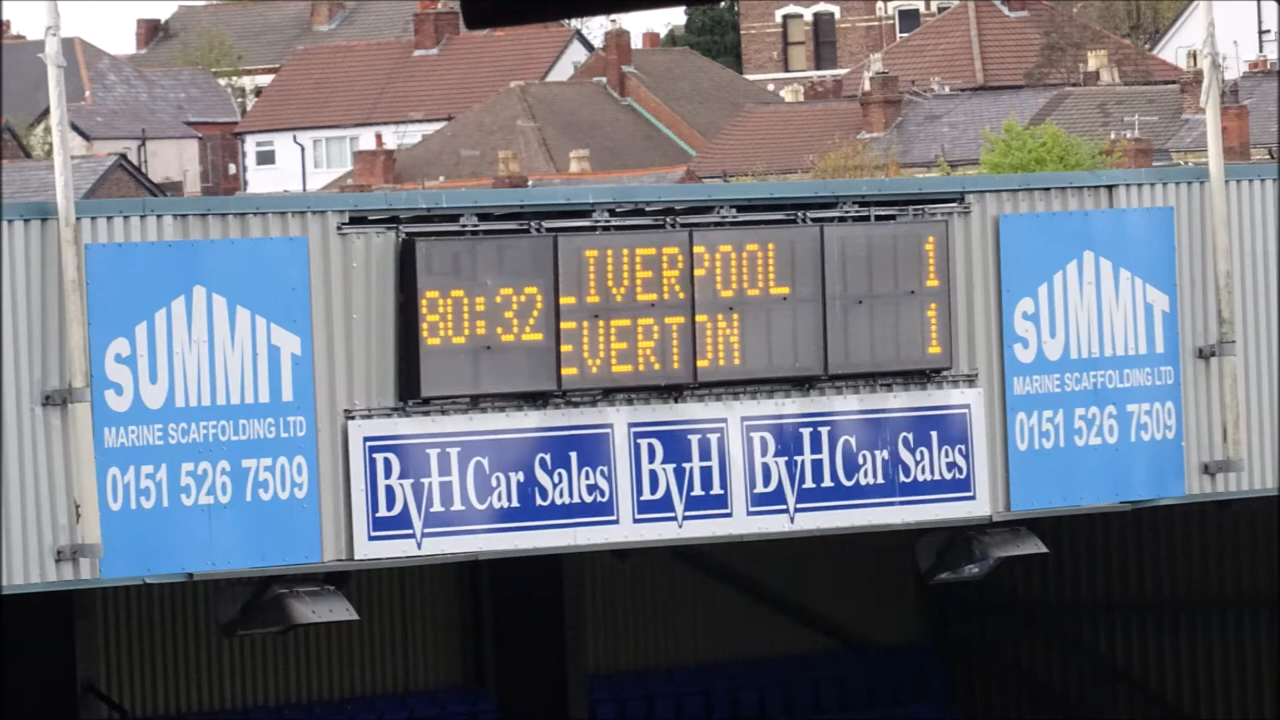 SUMMIT
MARINE SCAFFOLDING LTD
0151 526 7509
80:32
LIVERPOOL 1
EVERTON 1
BVH Car Sales
BVH
BVH Car Sales
SUMMIT
MARINE SCAFFOLDING LTD
0151 526 7509